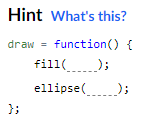 Hint What's this?
draw = function() {
    fill(_____);
    ellipse(_____);
};